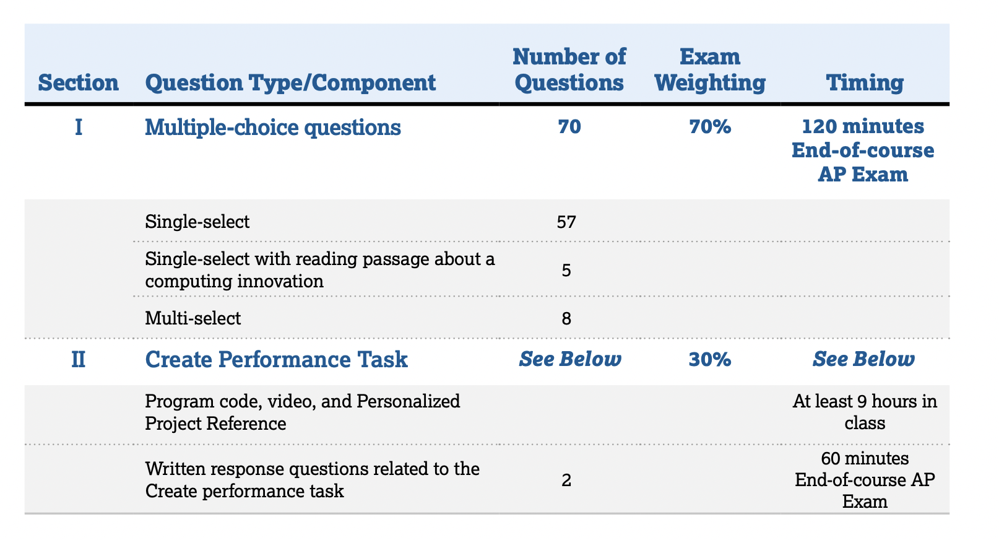 Section Question Type/Component Number of Questions Exam Weighting Timing
I Multiple-choice questions 70 70% 120 minutes
End-of-course
AP Exam
Single-select 57
Single-select with reading passage about a
computing innovation 5
Multi-select 8
II Create Performance Task See Below 30% See Below
Program code, video, and Personalized
Project Reference
At least 9 hours in
class
Written response questions related to the
Create performance task
2
60 minutes
End-of-course AP
Exam